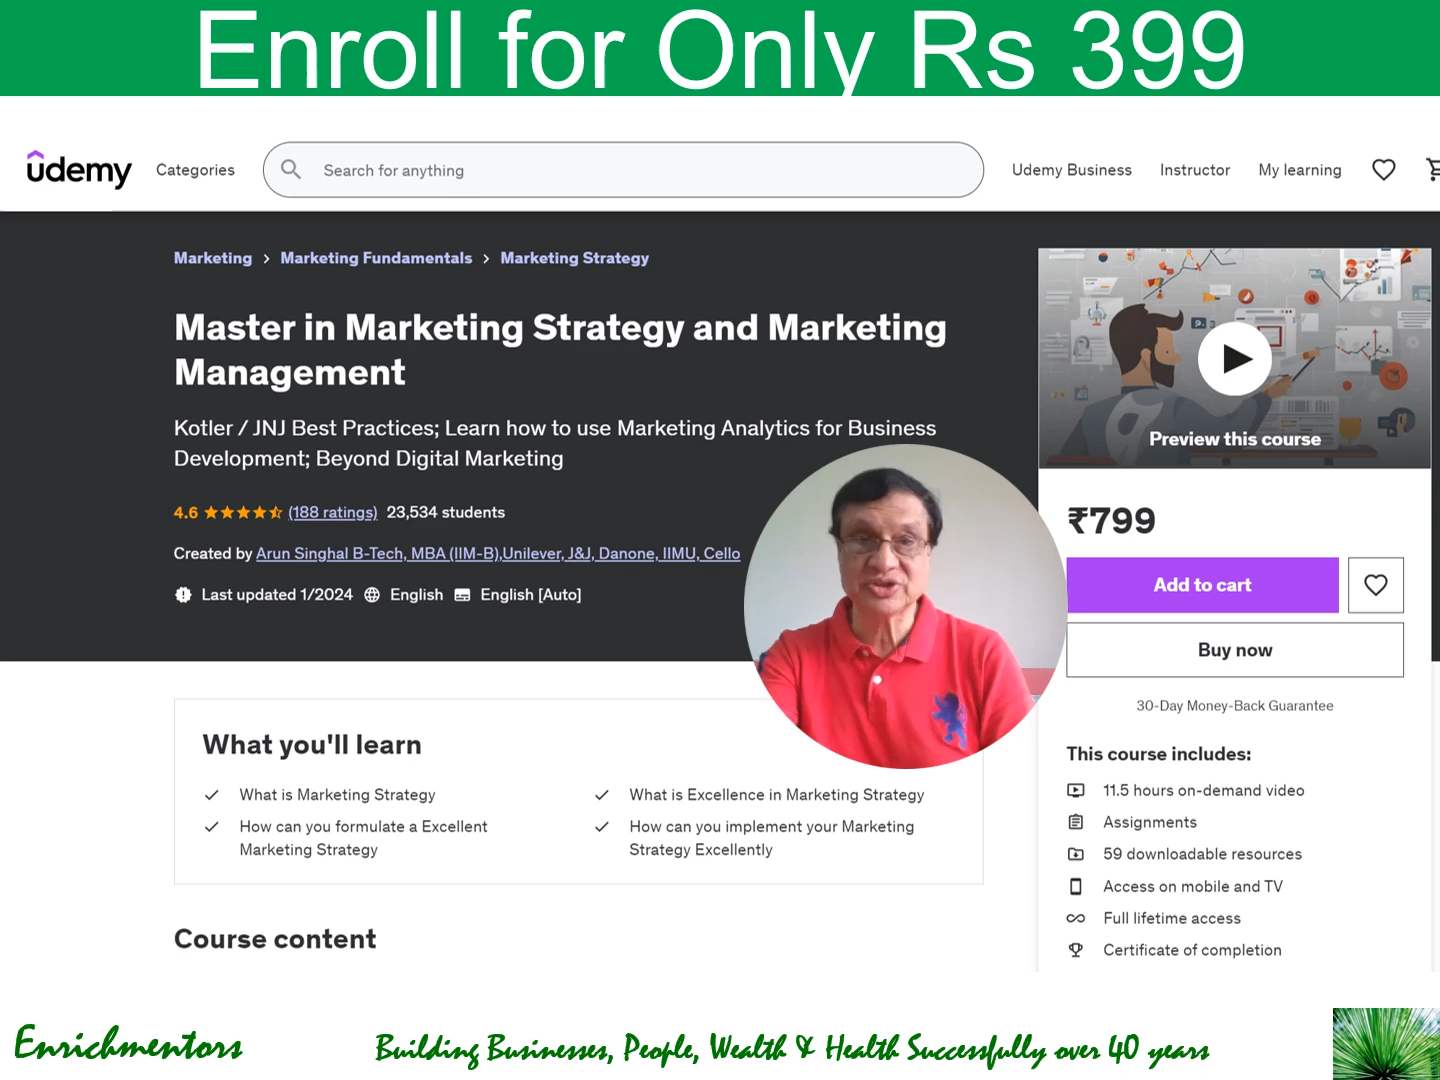 Enroll for Only Rs 399
udemy
Categories
Search for anything
Udemy Business
Instructor
My learning
Marketing > Marketing Fundamentals > Marketing Strategy
Master in Marketing Strategy and Marketing
Management
Kotler / JNJ Best Practices; Learn how to use Marketing Analytics for Business
Development; Beyond Digital Marketing
4.6 (188 ratings) 23,534 students
Created by Arun Singhal B-Tech, MBA (IIM-B),Unilever, J&J, Danone, IIMU, Cello
Last updated 1/2024 English English [Auto]
Preview this course
₹799
Add to cart
Buy now
30-Day Money-Back Guarantee
This course includes:
11.5 hours on-demand video
Assignments
59 downloadable resources
Access on mobile and TV
Full lifetime access
Certificate of completion
What you'll learn
What is Marketing Strategy
How can you formulate a Excellent
Marketing Strategy
What is Excellence in Marketing Strategy
How can you implement your Marketing
Strategy Excellently
Course content
Enrichmentors
Building Businesses, People, Wealth & Health Successfully over 40 years